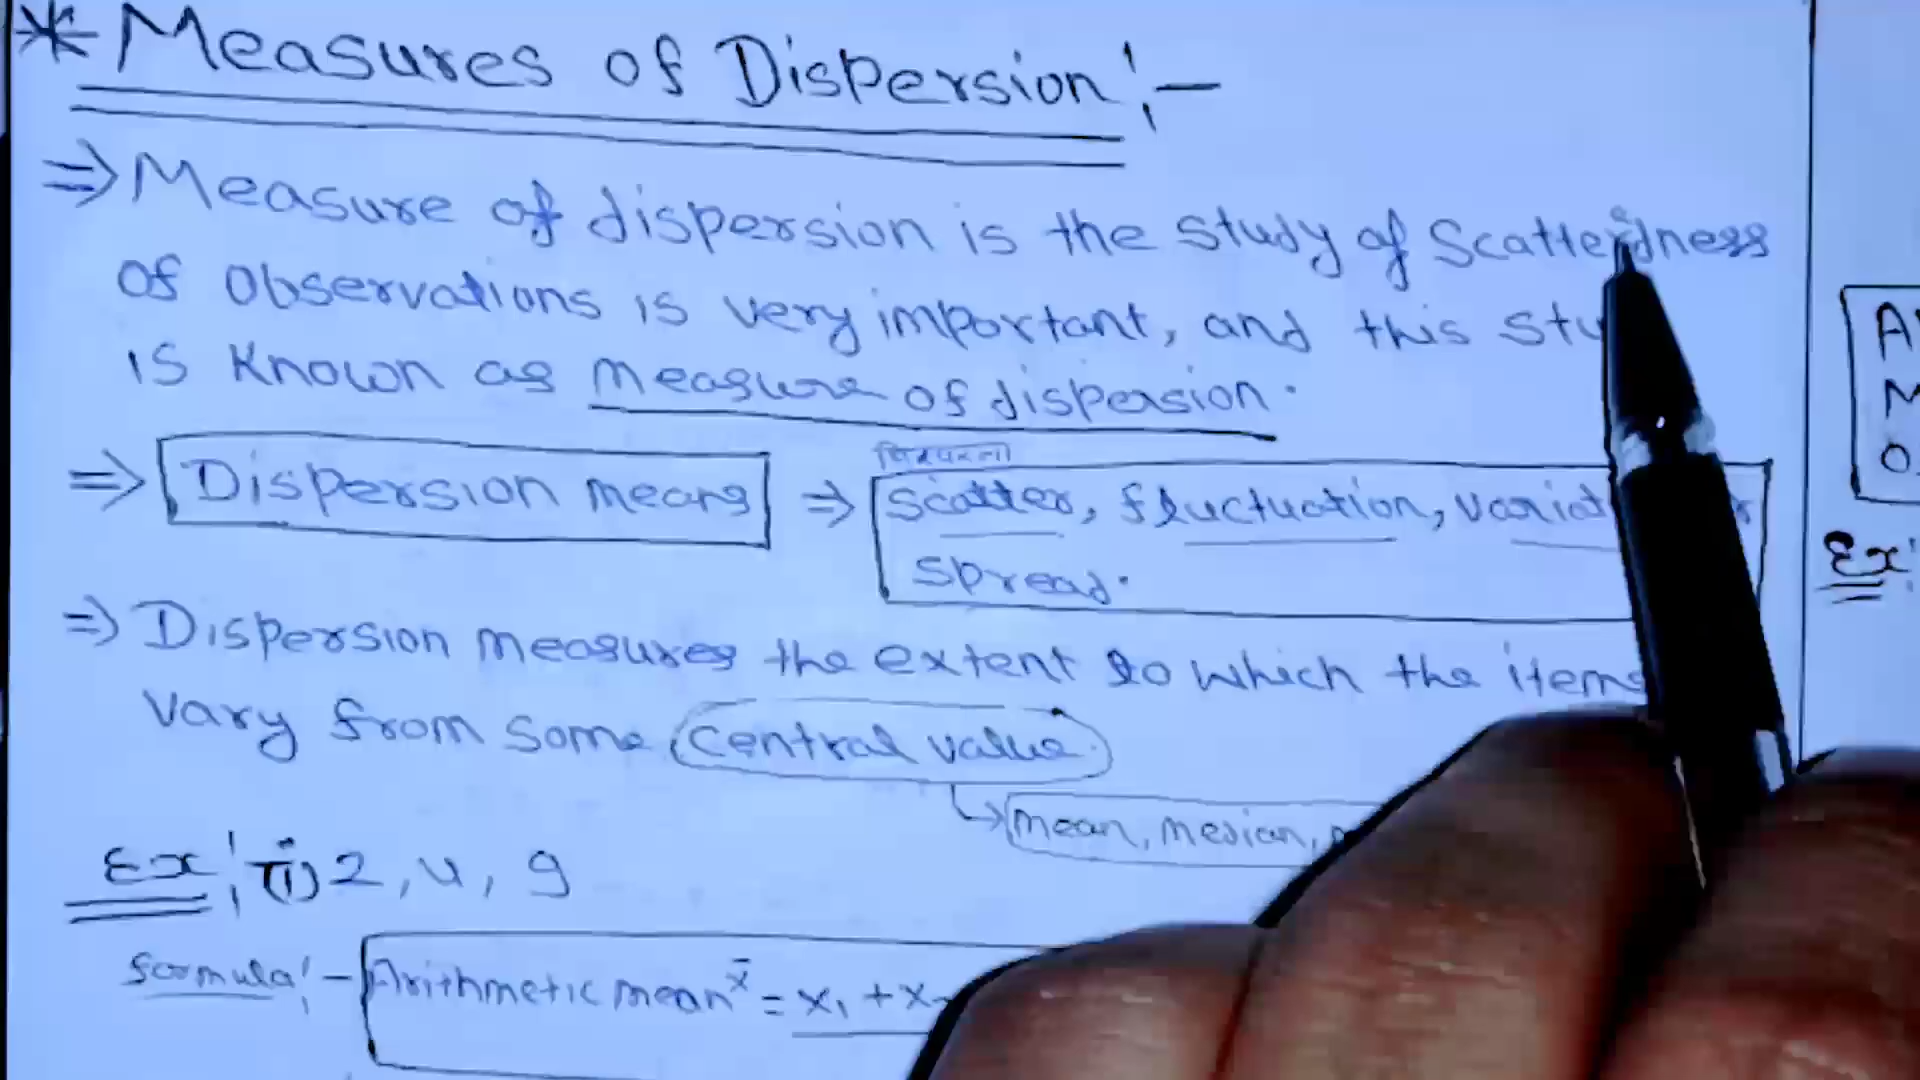 * Measures of Dispersion :-
⇒ Measure of dispersion is the study of Scatteredness
of observations is very important, and this
is known as measure of dispersion.
⇒ Dispersion means ⇒ Scatter, fluctuation,
spread.
⇒ Dispersion measures the extent to which the items
vary from some central value.
↳ mean, median,
Ex: (i) 2, 4, 9
formula :- Arithmetic mean x̄ = x₁ + x
Ex: